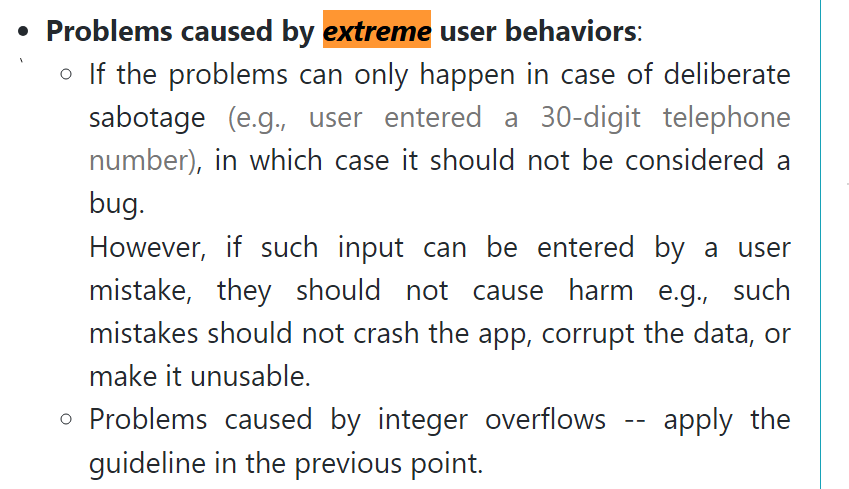 Problems caused by extreme user behaviors:
If the problems can only happen in case of deliberate
sabotage (e.g., user entered a 30-digit telephone
number), in which case it should not be considered a
bug.
However, if such input can be entered by a user
mistake, they should not cause harm e.g., such
mistakes should not crash the app, corrupt the data, or
make it unusable.
Problems caused by integer overflows -- apply the
guideline in the previous point.